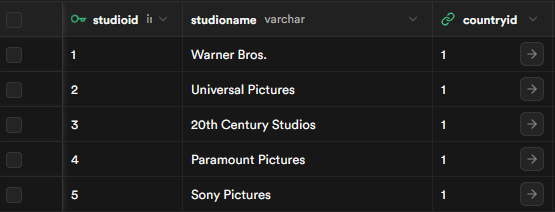 studioid studioname varchar countryid
1 Warner Bros. 1
2 Universal Pictures 1
3 20th Century Studios 1
4 Paramount Pictures 1
5 Sony Pictures 1